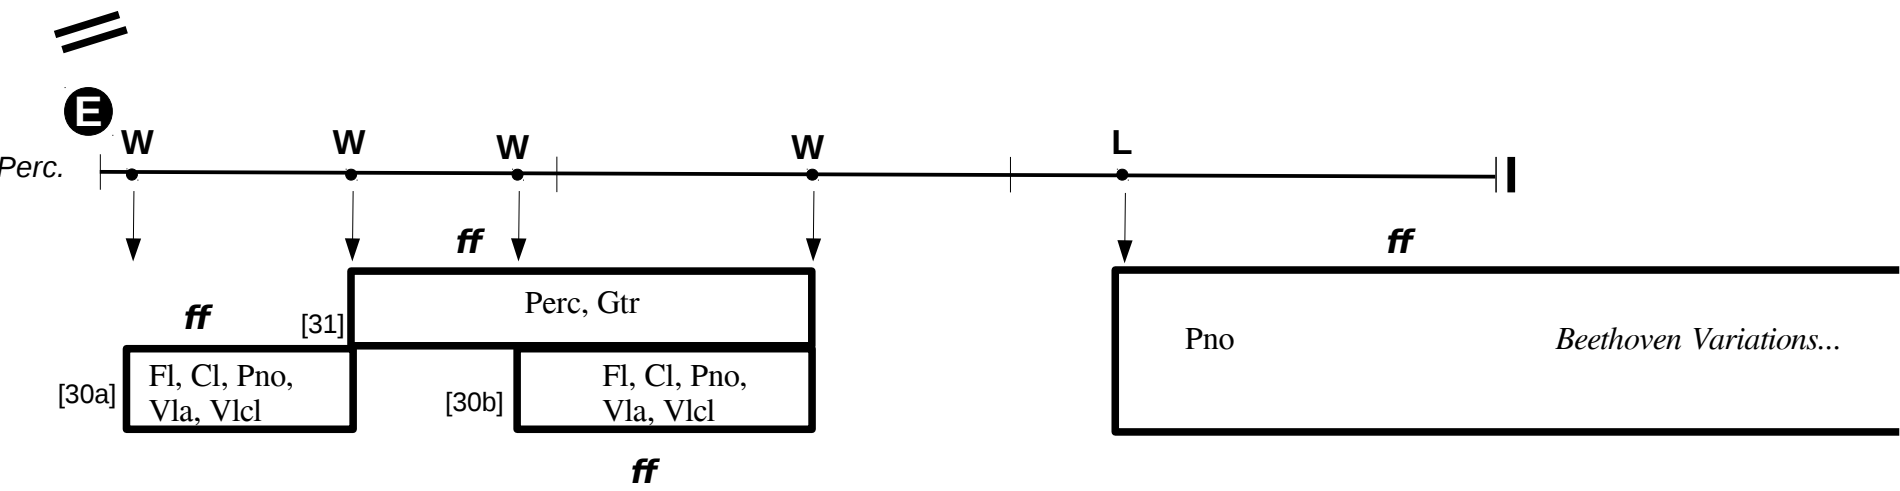 E
W W W W L
Perc.
ff ff
Perc, Gtr
ff
[31]
Pno Beethoven Variations...
[30a]
Fl, Cl, Pno,
Vla, Vlcl
[30b]
Fl, Cl, Pno,
Vla, Vlcl
ff